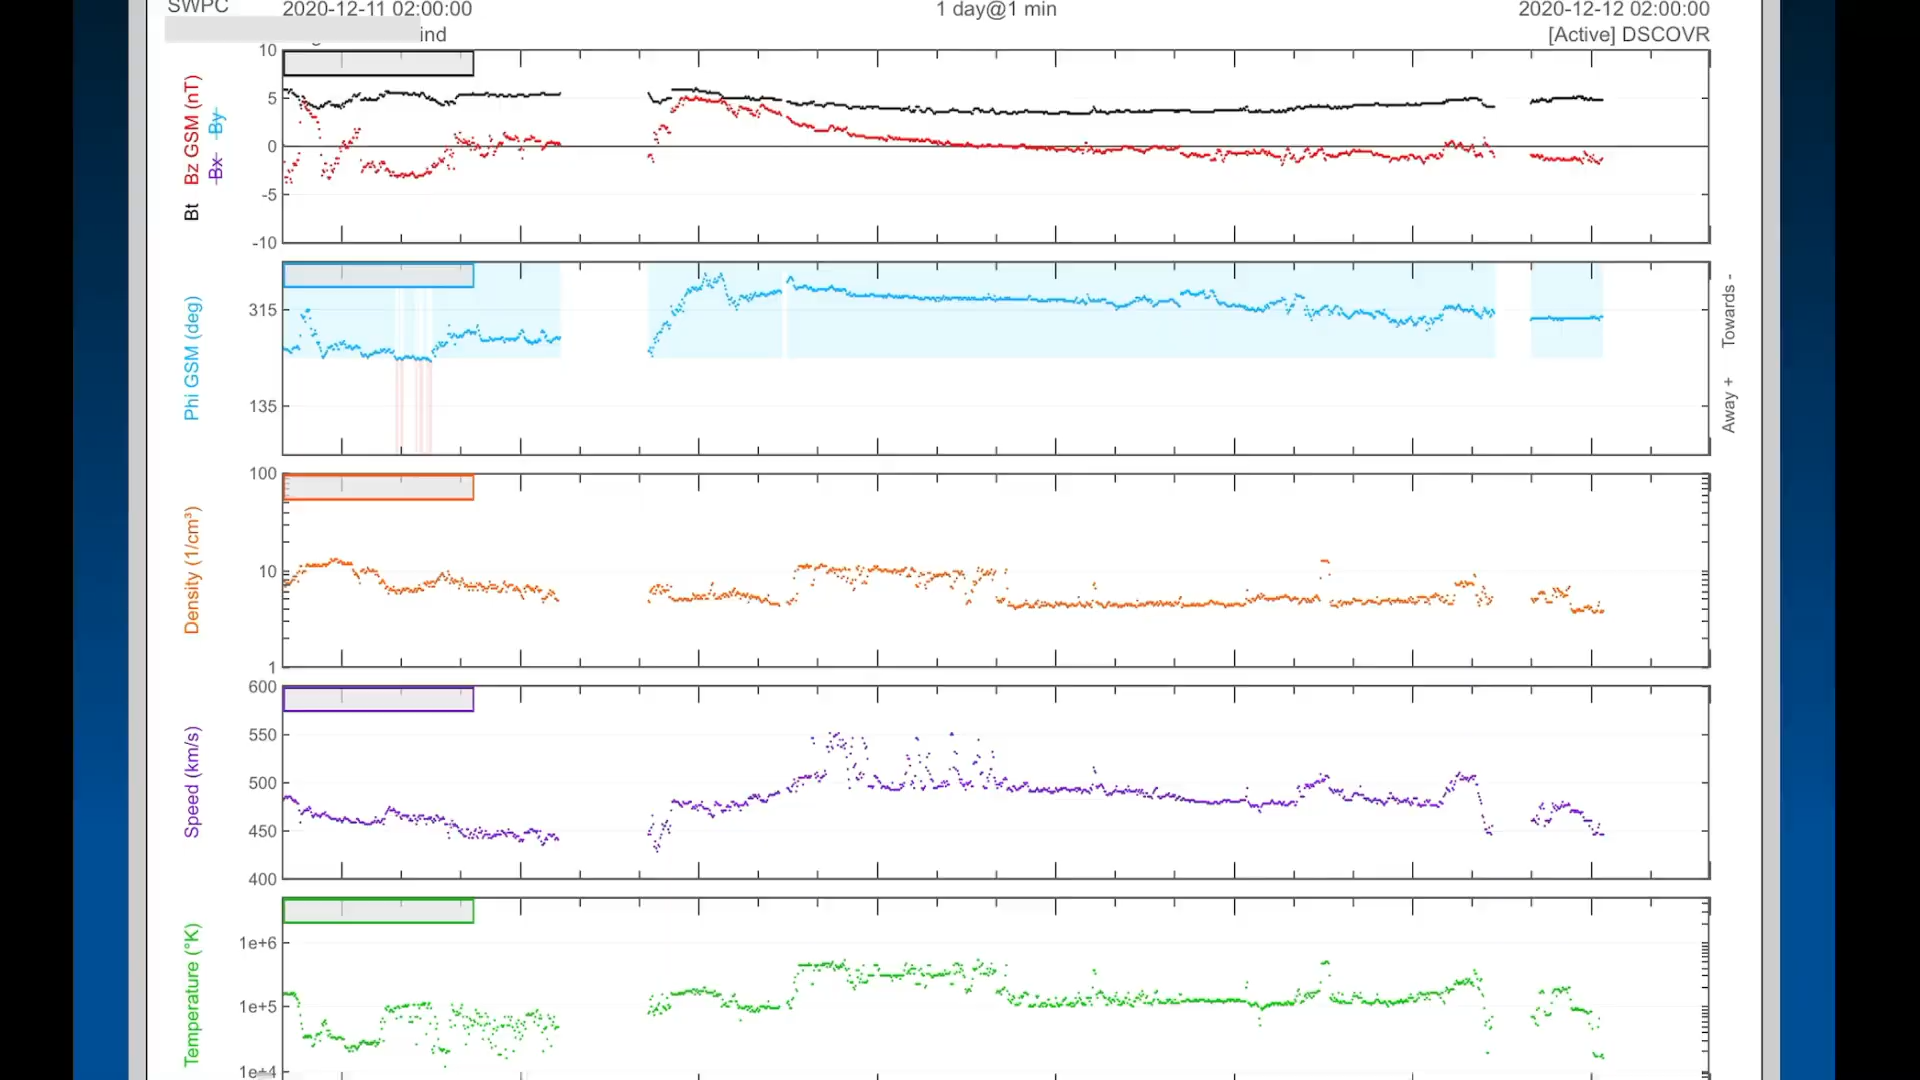 SWPC 2020-12-11 02:00:00 1 day@1 min 2020-12-12 02:00:00
[Active] DSCOVR
10
5
0
-5
-10
Bt Bz GSM (nT)
Bx By
315
135
Phi GSM (deg)
Away + Towards -
100
10
1
Density (1/cm³)
600
550
500
450
400
Speed (km/s)
1e+6
1e+5
1e+4
Temperature (°K)